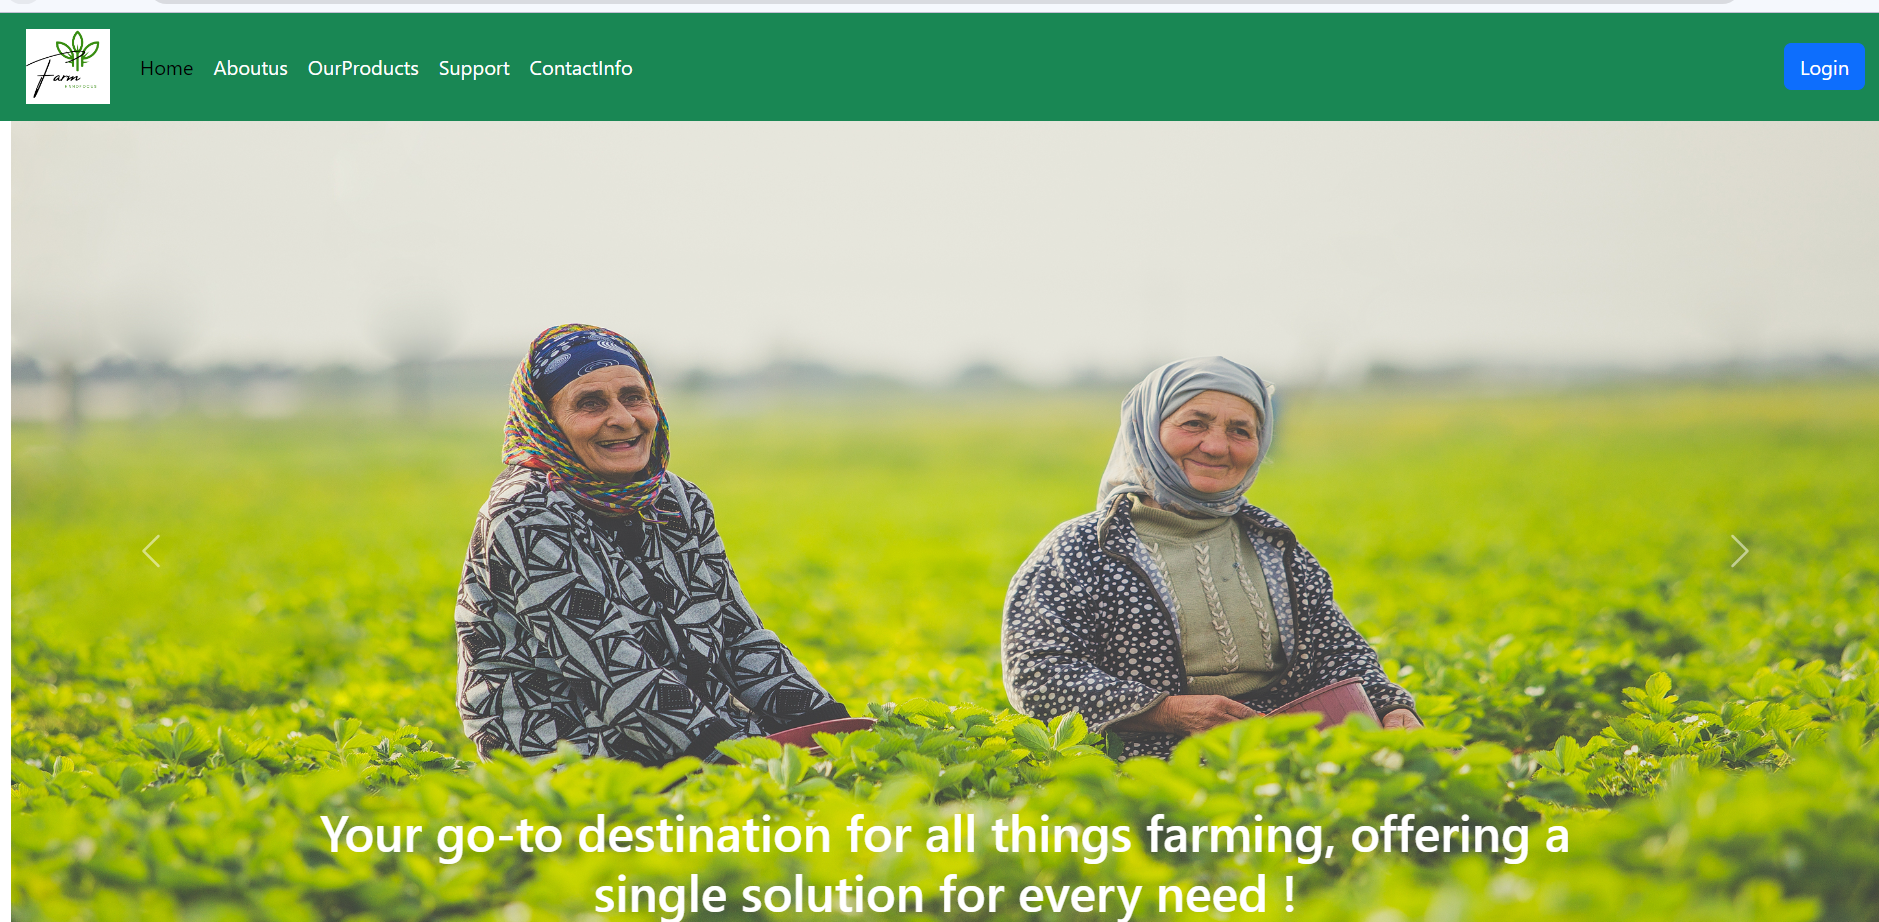 Farm
Home Aboutus OurProducts Support ContactInfo
Login
Your go-to destination for all things farming, offering a
single solution for every need !